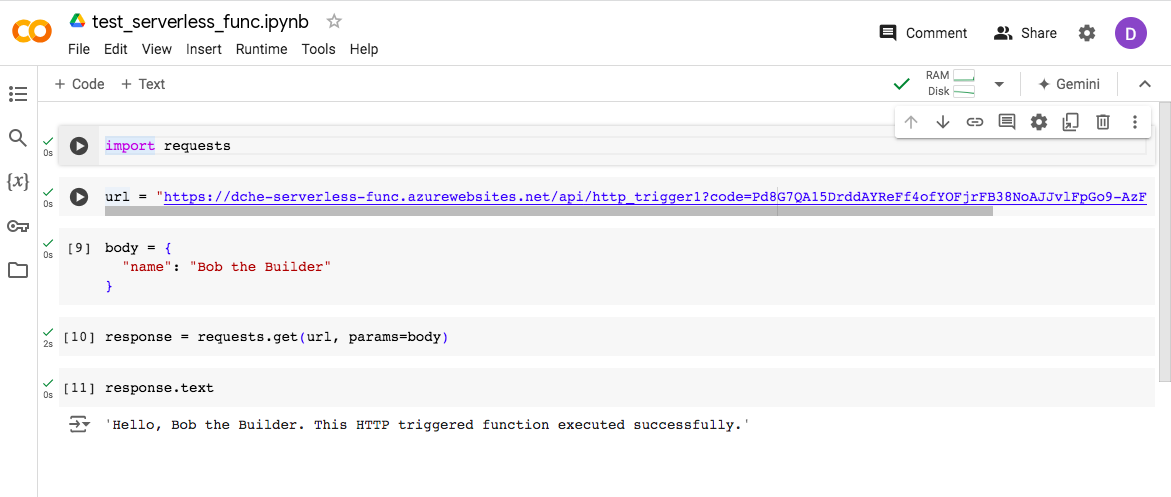 test_serverless_func.ipynb
File Edit View Insert Runtime Tools Help
Comment
Share
D
+ Code + Text
RAM
Disk
Gemini
{x}
0s
import requests
0s
url = "https://dche-serverless-func.azurewebsites.net/api/http_trigger1?code=Pd8G7QA15DrddAYReFf4ofYOFjrFB38NoAJJvlFpGo9-AzF
0s
[9] body = {
"name": "Bob the Builder"
}
2s
[10] response = requests.get(url, params=body)
0s
[11] response.text
'Hello, Bob the Builder. This HTTP triggered function executed successfully.'